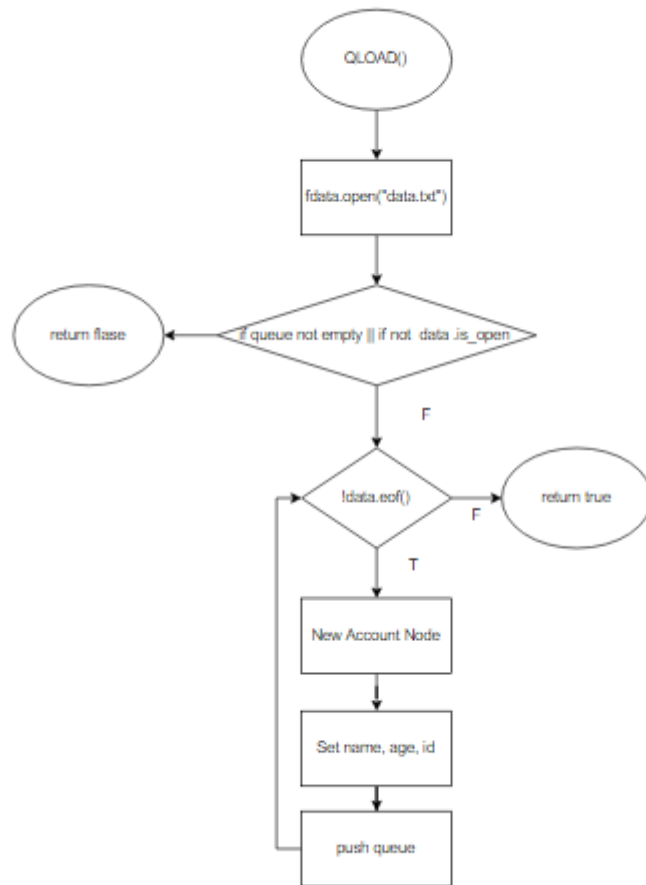 QLOAD()
fdata.open("data.txt")
return flase
if queue not empty || if not data .is_open
F
!data.eof()
F
return true
T
New Account Node
Set name, age, id
push queue